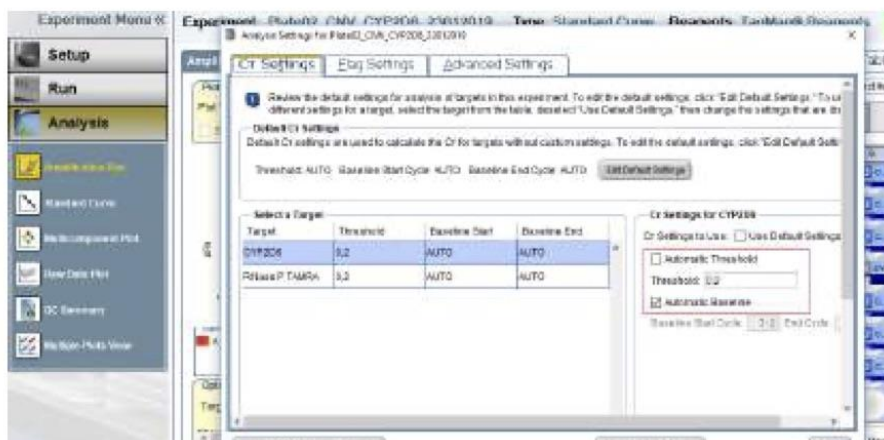 Experiment Menu «
Experiment: Plate02_CNV_CYP2D6_23012019 Type: Standard Curve Reagents: TaqMan® Reagents
Analysis Settings for Plate02_CNV_CYP2D6_23012019
Setup
Run
Analysis
Amplification Plot
Standard Curve
Multicomponent Plot
Raw Data Plot
QC Summary
Multiple Plots View
CT Settings
Flag Settings
Advanced Settings
Review the default settings for analysis of targets in this experiment. To edit the default settings, click "Edit Default Settings." To us
different settings for a target, select the target from the table, deselect "Use Default Settings," then change the settings that are dis
Default CT Settings
Default CT settings are used to calculate the CT for targets without custom settings. To edit the default settings, click "Edit Default Setti
Threshold: AUTO Baseline Start Cycle: AUTO Baseline End Cycle: AUTO
Edit Default Settings
Select a Target
Target Threshold Baseline Start Baseline End
CYP2D6 0,2 AUTO AUTO
RNase P TAMRA 0,2 AUTO AUTO
CT Settings for CYP2D6
CT Settings to Use: Use Default Settings
Automatic Threshold
Threshold: 0,2
Automatic Baseline
Baseline Start Cycle: End Cycle: